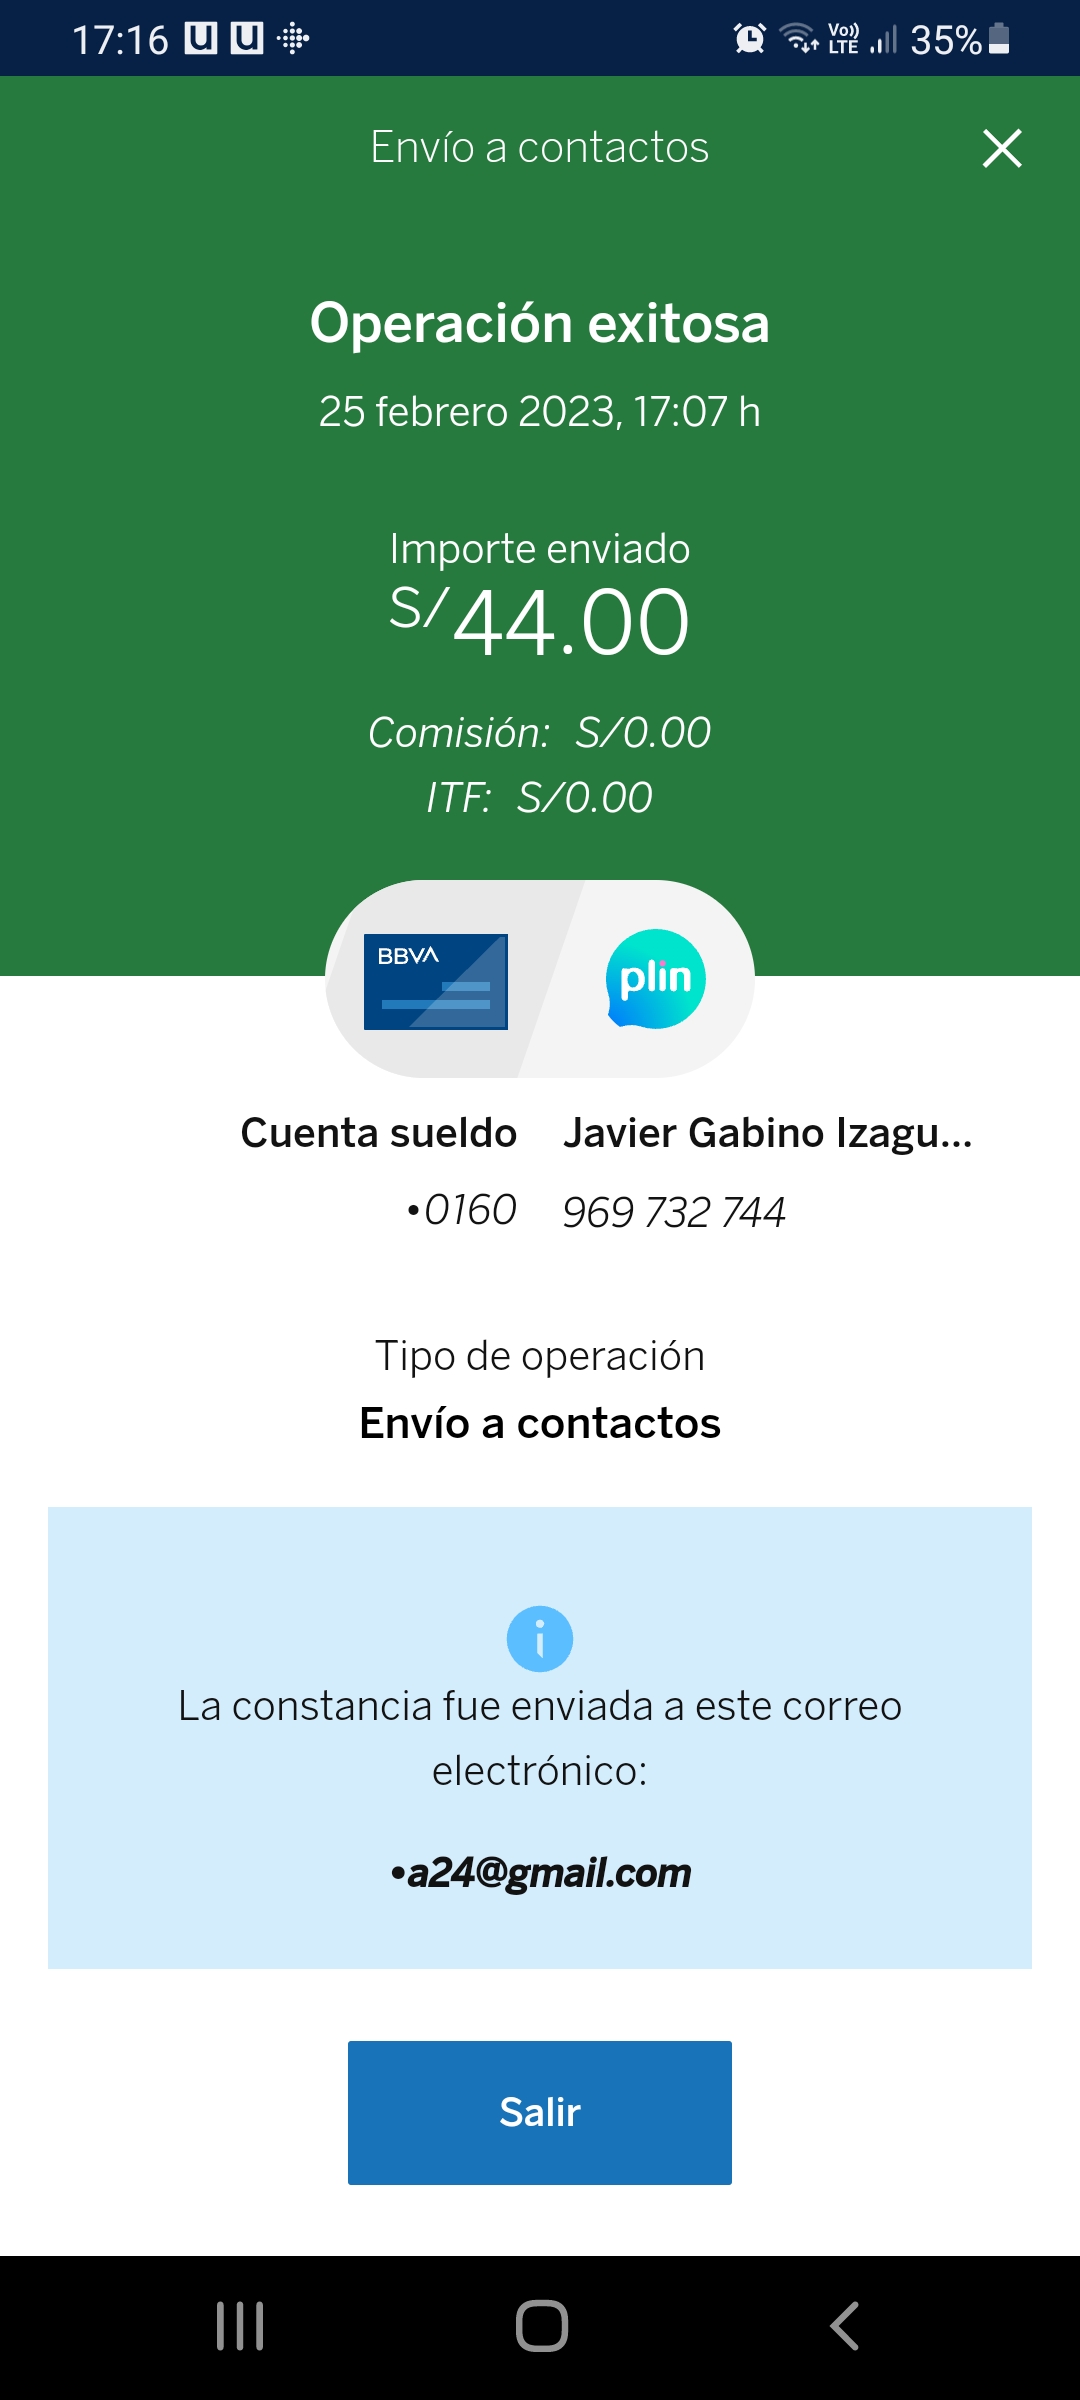 17:16
Vo)) LTE
35%
Envío a contactos
Operación exitosa
25 febrero 2023, 17:07 h
Importe enviado
S/44.00
Comisión: S/0.00
ITF: S/0.00
BBVA
plin
Cuenta sueldo
•0160
Javier Gabino Izagu...
969 732 744
Tipo de operación
Envío a contactos
La constancia fue enviada a este correo
electrónico:
•a24@gmail.com
Salir